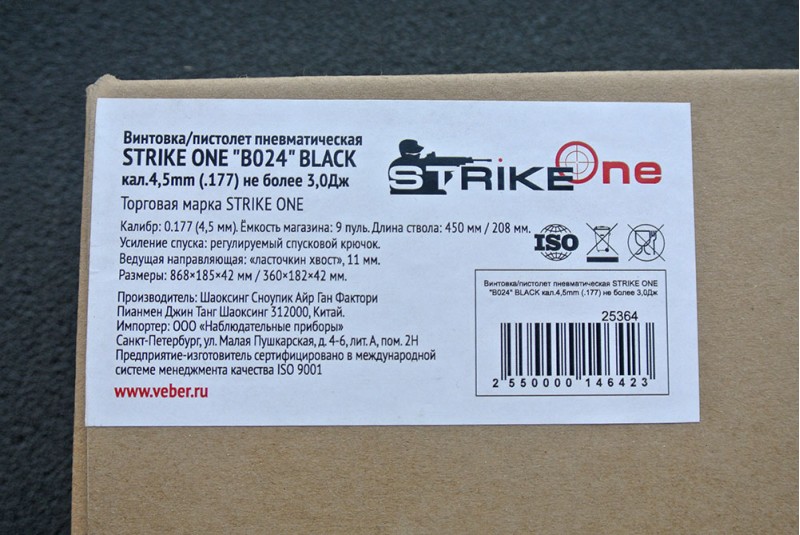 Винтовка/пистолет пневматическая
STRIKE ONE "B024" BLACK
кал.4,5mm (.177) не более 3,0Дж
Торговая марка STRIKE ONE
STRIKE One
Калибр: 0.177 (4,5 мм). Ёмкость магазина: 9 пуль. Длина ствола: 450 мм / 208 мм.
Усиление спуска: регулируемый спусковой крючок.
Ведущая направляющая: «ласточкин хвост», 11 мм.
Размеры: 868×185×42 мм / 360×182×42 мм.
ISO
Производитель: Шаоксинг Сноупик Айр Ган Фактори
Пианмен Джин Танг Шаоксинг 312000, Китай.
Импортер: ООО «Наблюдательные приборы»
Санкт-Петербург, ул. Малая Пушкарская, д. 4-6, лит. А, пом. 2Н
Предприятие-изготовитель сертифицировано в международной
системе менеджмента качества ISO 9001
www.veber.ru
Винтовка/пистолет пневматическая STRIKE ONE
"B024" BLACK кал.4,5mm (.177) не более 3,0Дж
25364
2 550000 146423